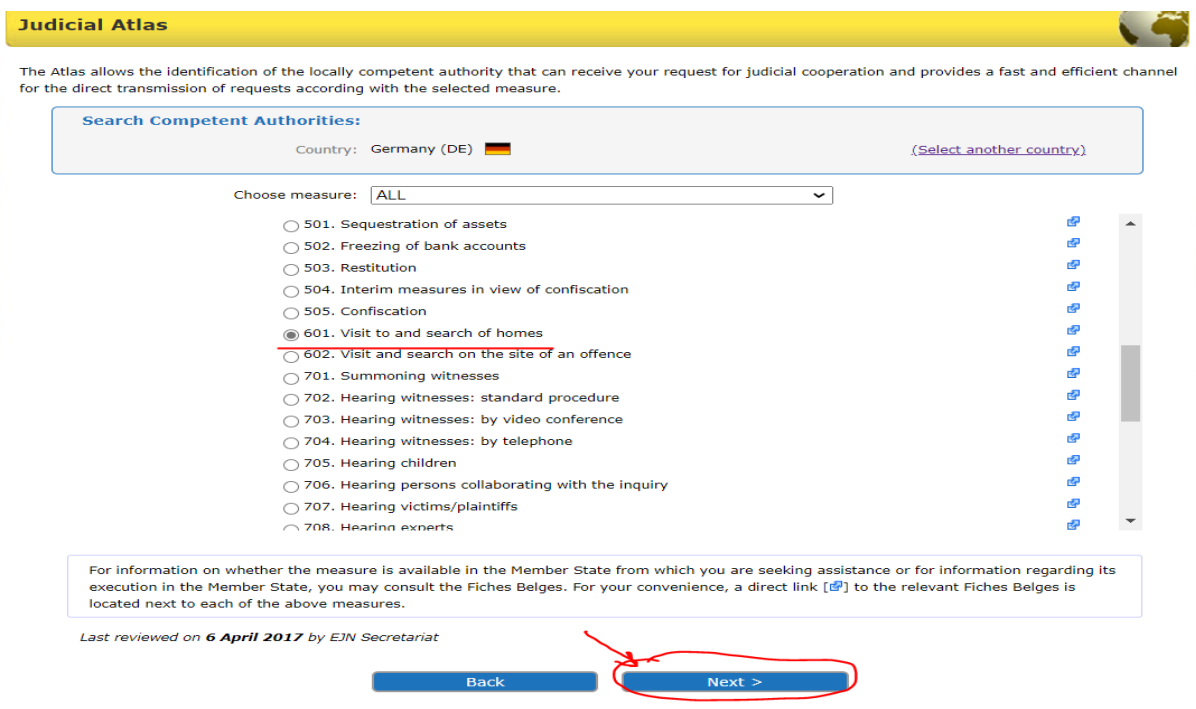 Judicial Atlas
The Atlas allows the identification of the locally competent authority that can receive your request for judicial cooperation and provides a fast and efficient channel
for the direct transmission of requests according with the selected measure.
Search Competent Authorities:
Country: Germany (DE) (Select another country)
Choose measure: ALL
501. Sequestration of assets
502. Freezing of bank accounts
503. Restitution
504. Interim measures in view of confiscation
505. Confiscation
601. Visit to and search of homes
602. Visit and search on the site of an offence
701. Summoning witnesses
702. Hearing witnesses: standard procedure
703. Hearing witnesses: by video conference
704. Hearing witnesses: by telephone
705. Hearing children
706. Hearing persons collaborating with the inquiry
707. Hearing victims/plaintiffs
708. Hearing experts
For information on whether the measure is available in the Member State from which you are seeking assistance or for information regarding its
execution in the Member State, you may consult the Fiches Belges. For your convenience, a direct link [] to the relevant Fiches Belges is
located next to each of the above measures.
Last reviewed on 6 April 2017 by EJN Secretariat
Back Next >